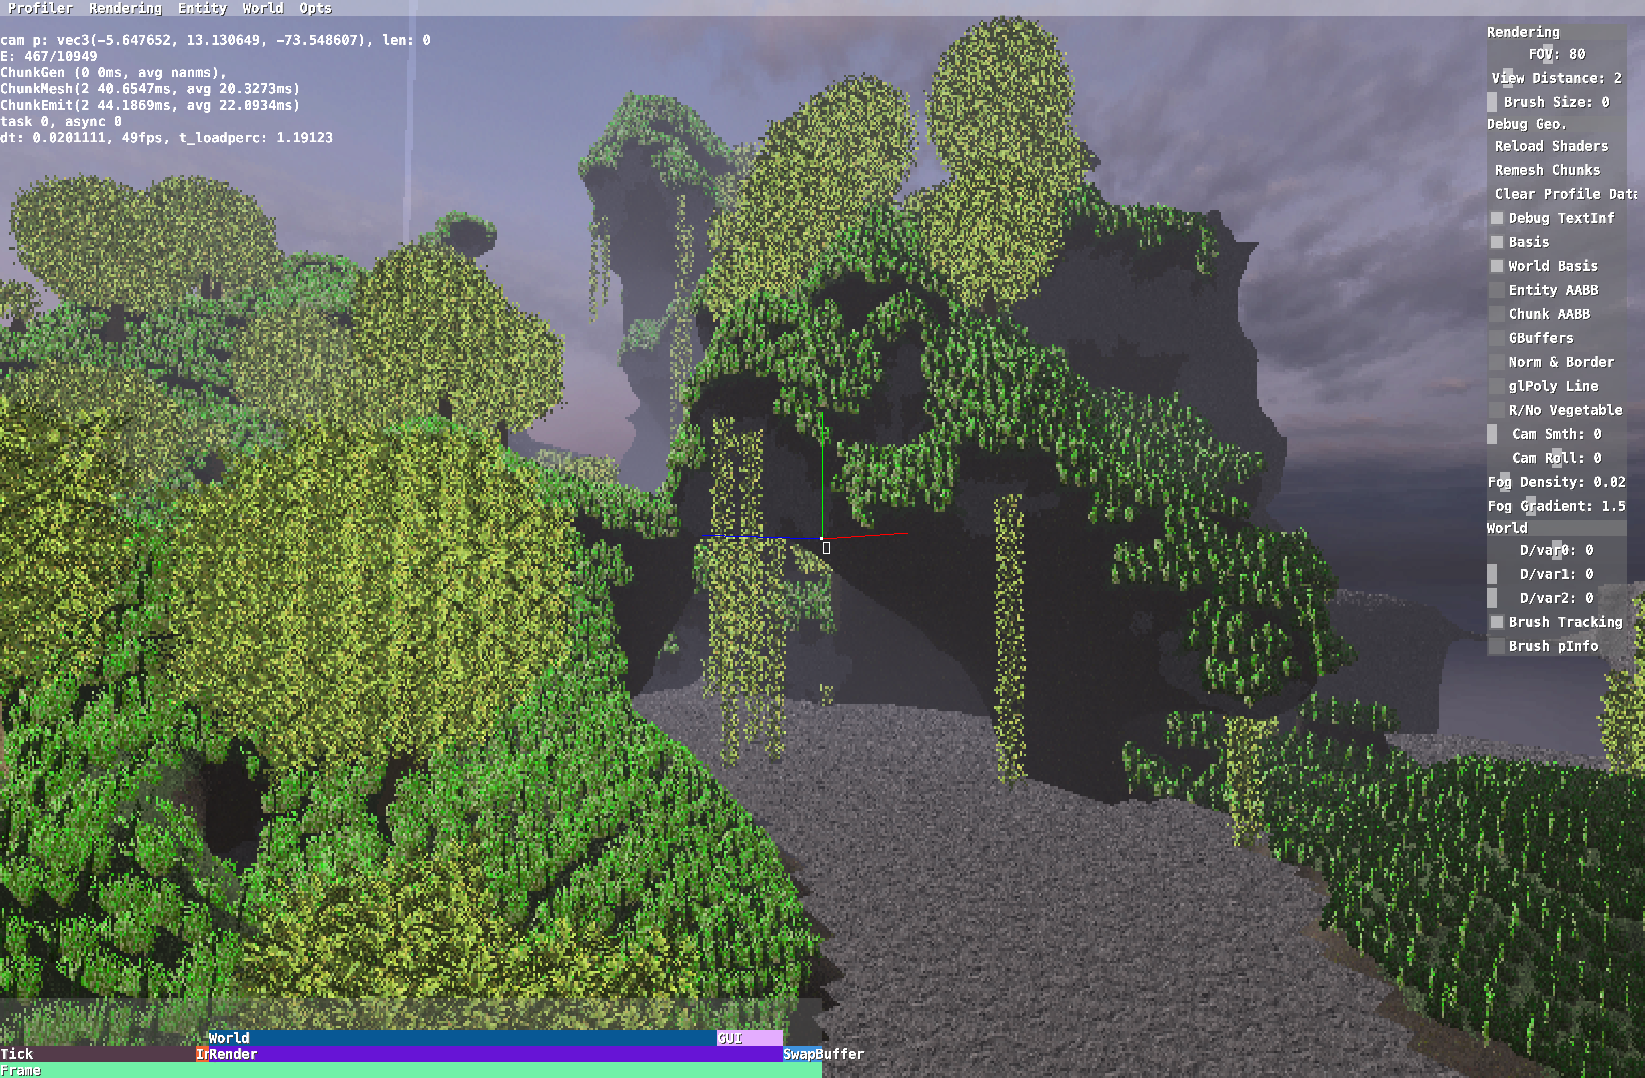 Profiler Rendering Entity World Opts
cam p: vec3(-5.647652, 13.130649, -73.548607), len: 0
E: 467/10949
ChunkGen (0 0ms, avg nanms),
ChunkMesh(2 40.6547ms, avg 20.3273ms)
ChunkEmit(2 44.1869ms, avg 22.0934ms)
task 0, async 0
dt: 0.0201111, 49fps, t_loadperc: 1.19123
Rendering
FOV: 80
View Distance: 2
Brush Size: 0
Debug Geo.
Reload Shaders
Remesh Chunks
Clear Profile Data
Debug TextInf
Basis
World Basis
Entity AABB
Chunk AABB
GBuffers
Norm & Border
glPoly Line
R/No Vegetable
Cam Smth: 0
Cam Roll: 0
Fog Density: 0.02
Fog Gradient: 1.5
World
D/var0: 0
D/var1: 0
D/var2: 0
Brush Tracking
Brush pInfo
World GUI
Tick In Render SwapBuffer
Frame